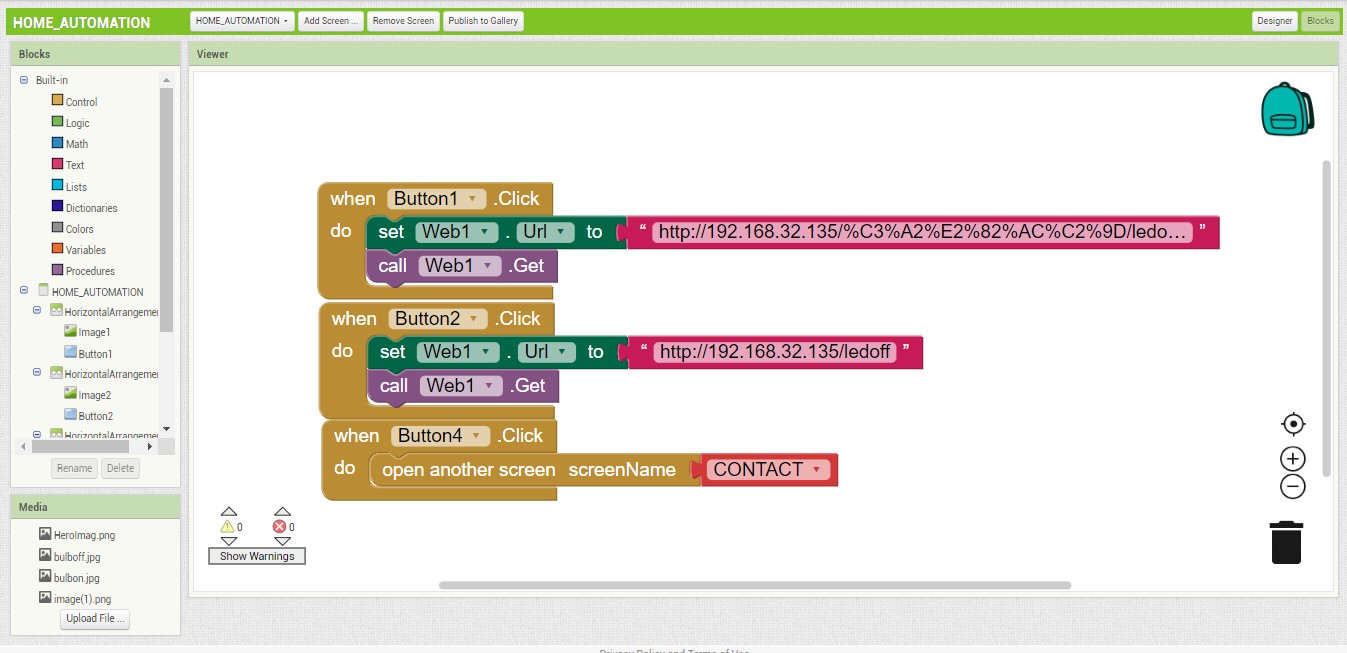 HOME_AUTOMATION HOME_AUTOMATION Add Screen ... Remove Screen Publish to Gallery Designer Blocks
Blocks
Viewer
Built-in
Control
Logic
Math
Text
Lists
Dictionaries
Colors
Variables
Procedures
HOME_AUTOMATION
HorizontalArrangemer
Image1
Button1
HorizontalArrangemer
Image2
Button2
HorizontalArrangemer
Rename Delete
Media
HeroImag.png
bulboff.jpg
bulbon.jpg
image(1).png
Upload File ...
when Button1 .Click
do set Web1 . Url to “ http://192.168.32.135/%C3%A2%E2%82%AC%C2%9D/ledo... ”
call Web1 .Get
when Button2 .Click
do set Web1 . Url to “ http://192.168.32.135/ledoff ”
call Web1 .Get
when Button4 .Click
do open another screen screenName CONTACT
0 0
Show Warnings
Privacy Policy and Terms of Use